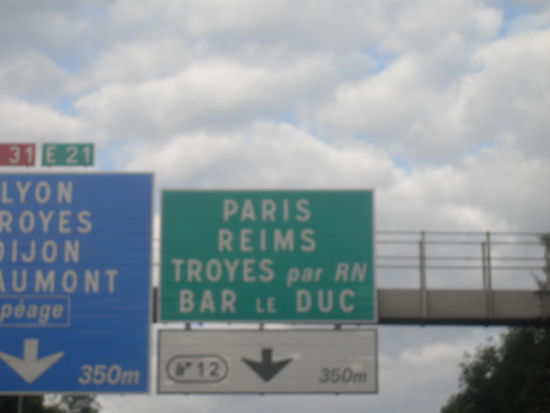 31 E 21
LYON
ROYES
DIJON
AUMONT
péage
350m
PARIS
REIMS
TROYES par RN
BAR LE DUC
N° 12 350m